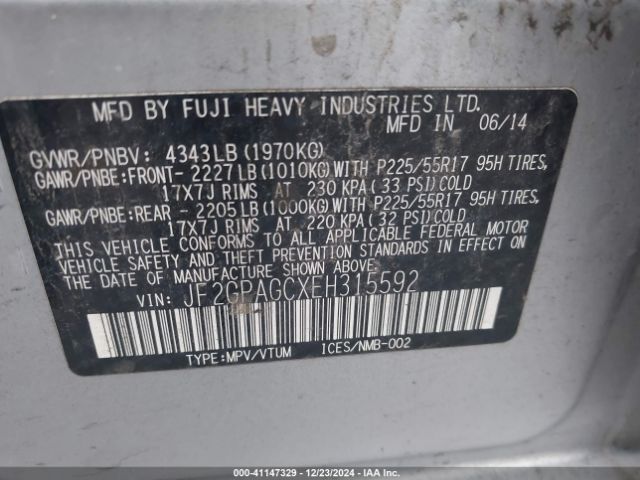 MFD BY FUJI HEAVY INDUSTRIES LTD.
MFD IN 06/14
GVWR/PNBV: 4343LB(1970KG)
GAWR/PNBE:FRONT- 2227LB(1010KG)WITH P225/55R17 95H TIRES,
17X7J RIMS AT 230 KPA(33 PSI)COLD
GAWR/PNBE:REAR - 2205LB(1000KG)WITH P225/55R17 95H TIRES,
17X7J RIMS AT 220 KPA(32 PSI)COLD
THIS VEHICLE CONFORMS TO ALL APPLICABLE FEDERAL MOTOR
VEHICLE SAFETY AND THEFT PREVENTION STANDARDS IN EFFECT ON
THE DATE OF MANUFACTURE SHOWN ABOVE.
VIN: JF2GPAGCXEH315592
TYPE:MPV/VTUM ICES/NMB-002
000-41147329 - 12/23/2024 - IAA Inc.